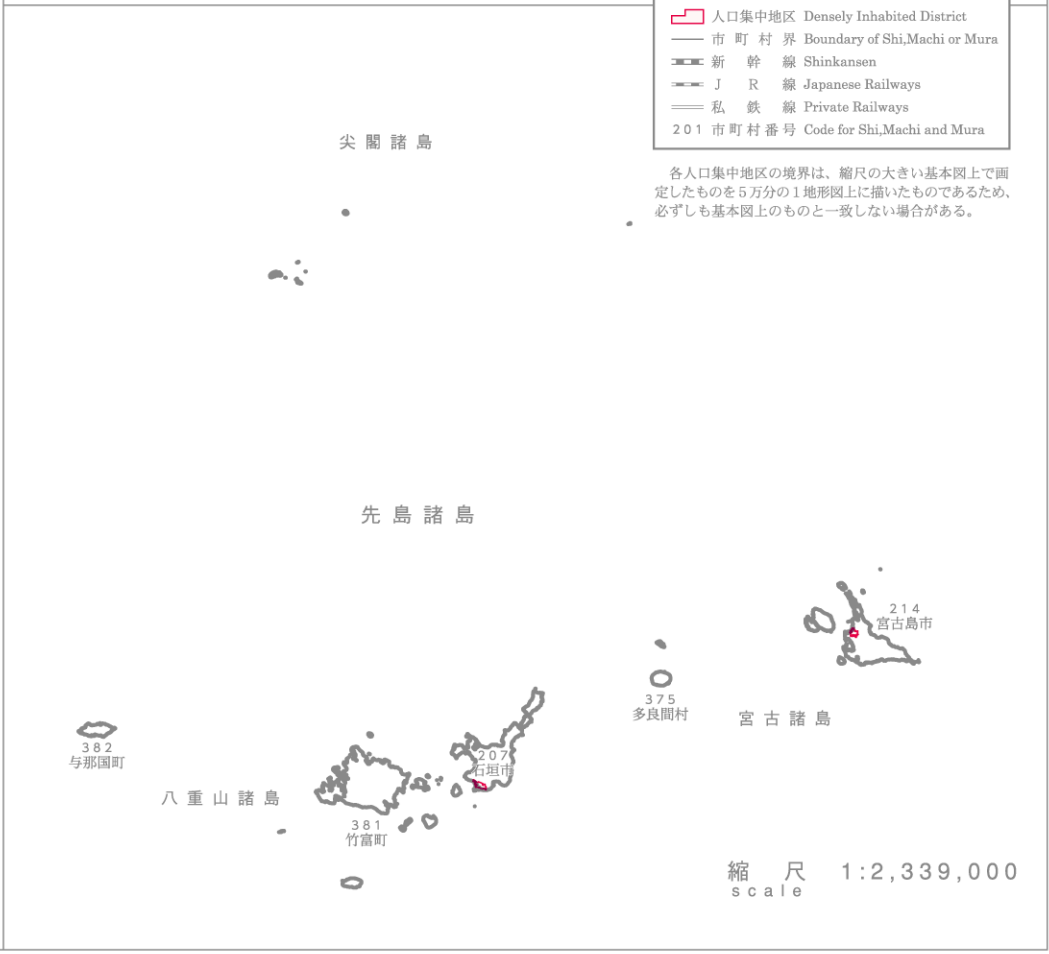 人口集中地区 Densely Inhabited District
市町村界 Boundary of Shi,Machi or Mura
新幹線 Shinkansen
JR線 Japanese Railways
私鉄線 Private Railways
201 市町村番号 Code for Shi,Machi and Mura
各人口集中地区の境界は、縮尺の大きい基本図上で画
定したものを5万分の1地形図上に描いたものであるため、
必ずしも基本図上のものと一致しない場合がある。
尖閣諸島
先島諸島
214
宮古島市
375
多良間村
宮古諸島
382
与那国町
207
石垣市
八重山諸島
381
竹富町
縮尺 1:2,339,000
scale